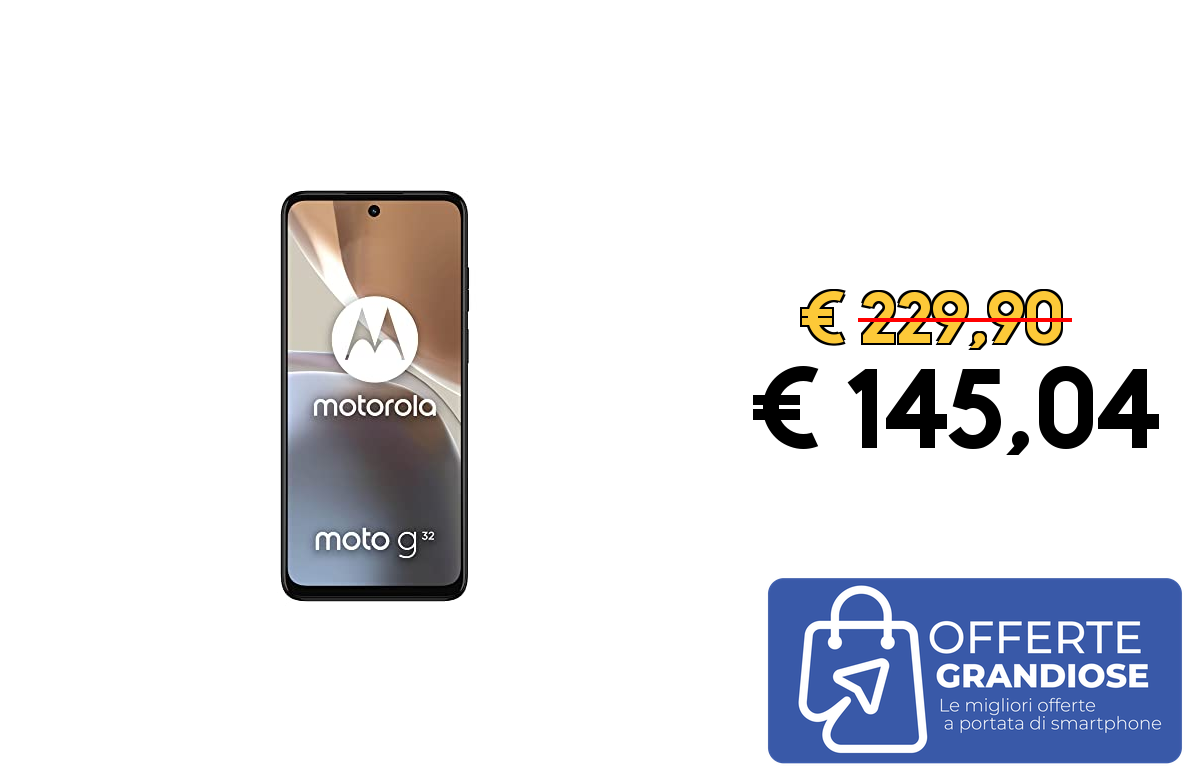 € 229,90
€ 145,04
motorola
moto g32
OFFERTE
GRANDIOSE
Le migliori offerte
a portata di smartphone